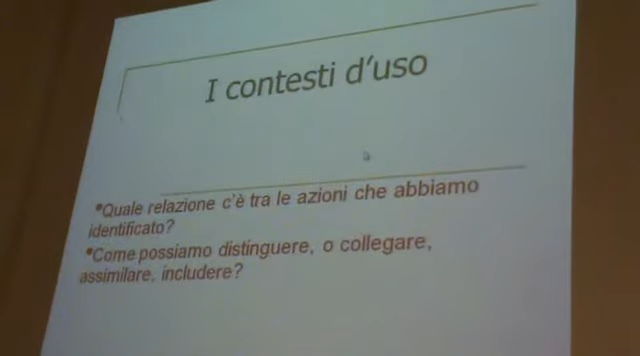 I contesti d'uso
•Quale relazione c'è tra le azioni che abbiamo
identificato?
•Come possiamo distinguere, o collegare,
assimilare, includere?